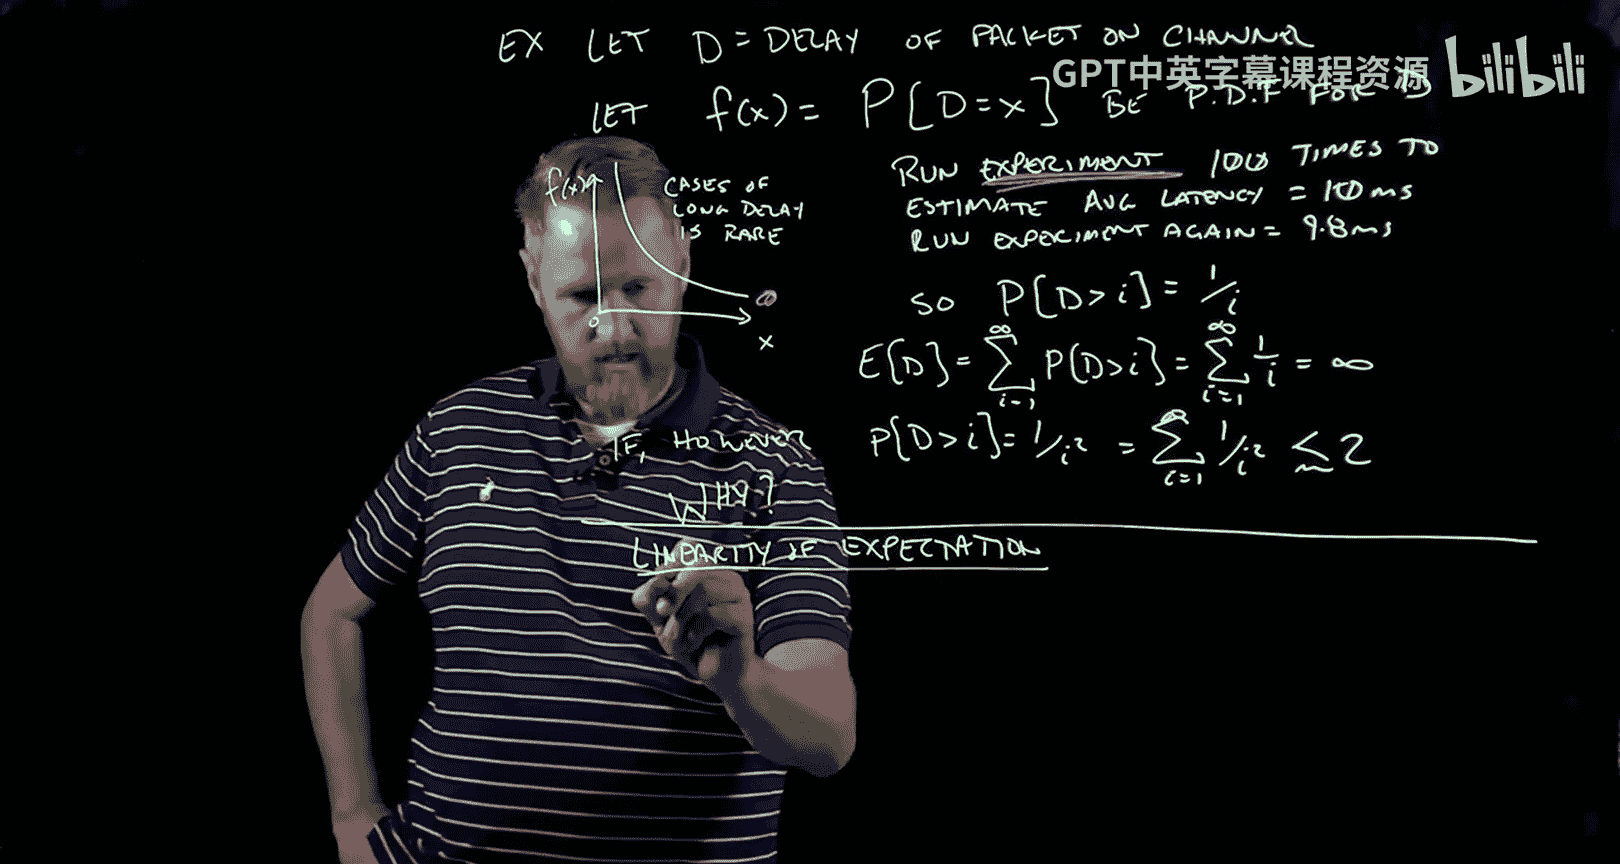 EX LET D = DELAY OF PACKET ON CHANNEL
GPT中英字幕课程资源 bilibili
LET f(x) = P[D=x] BE P.D.F FOR D
f(x)
CASES OF
LONG DELAY
IS RARE
0
∞
x
RUN EXPERIMENT 100 TIMES TO
ESTIMATE AVG LATENCY = 10ms
RUN EXPERIMENT AGAIN = 9.8ms
SO P[D>i] = 1/i
E[D] = ∞∑i=1 P[D>i] = ∞∑i=1 1/i = ∞
IF, HOWEVER P[D>i] = 1/i² = ∞∑i=1 1/i² ≤ 2
WHY?
LINEARITY OF EXPECTATION